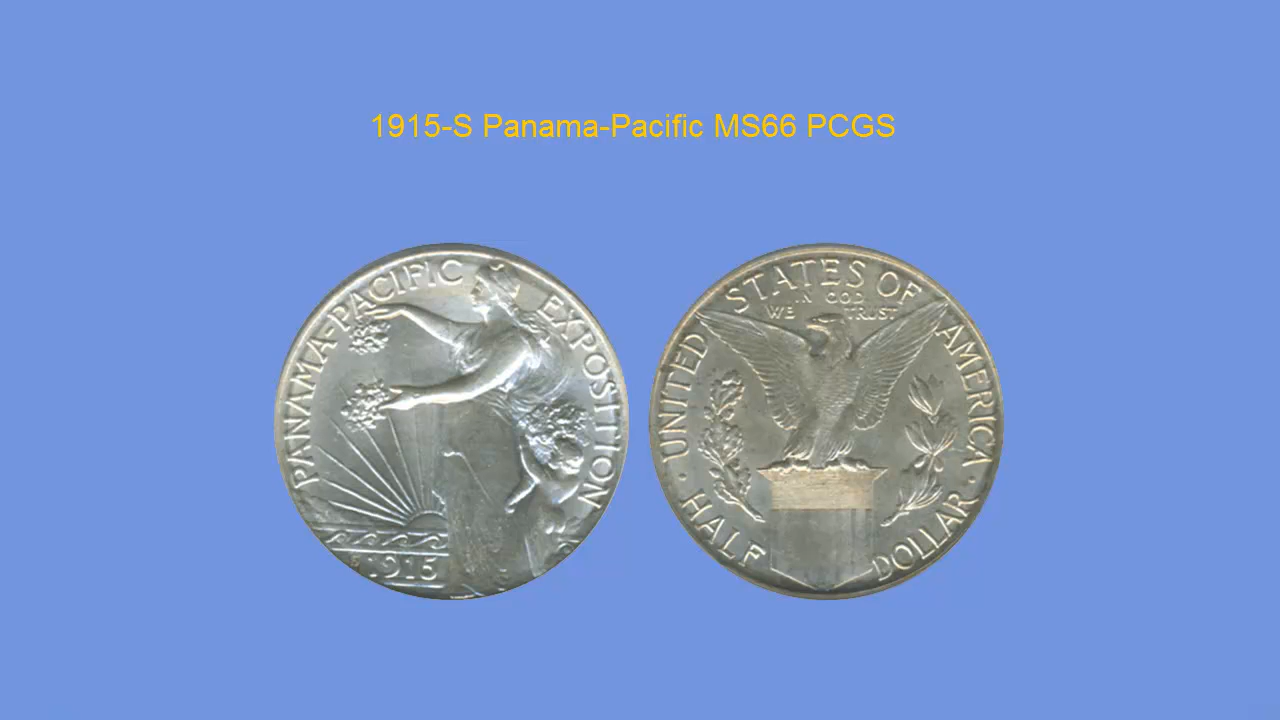 1915-S Panama-Pacific MS66 PCGS
PANAMA-PACIFIC EXPOSITION
S 1915
UNITED STATES OF AMERICA
IN GOD
WE TRUST
· HALF DOLLAR ·